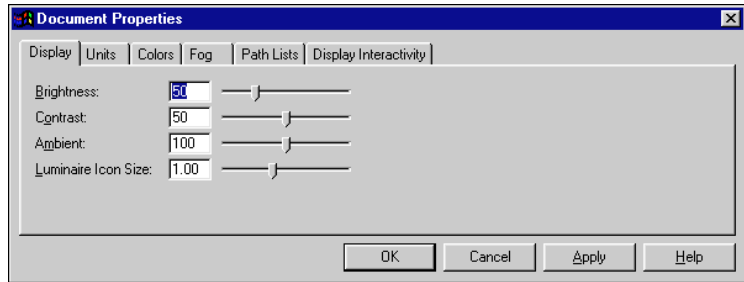 Document Properties
Display Units Colors Fog Path Lists Display Interactivity
Brightness: 50
Contrast: 50
Ambient: 100
Luminaire Icon Size: 1.00
OK Cancel Apply Help